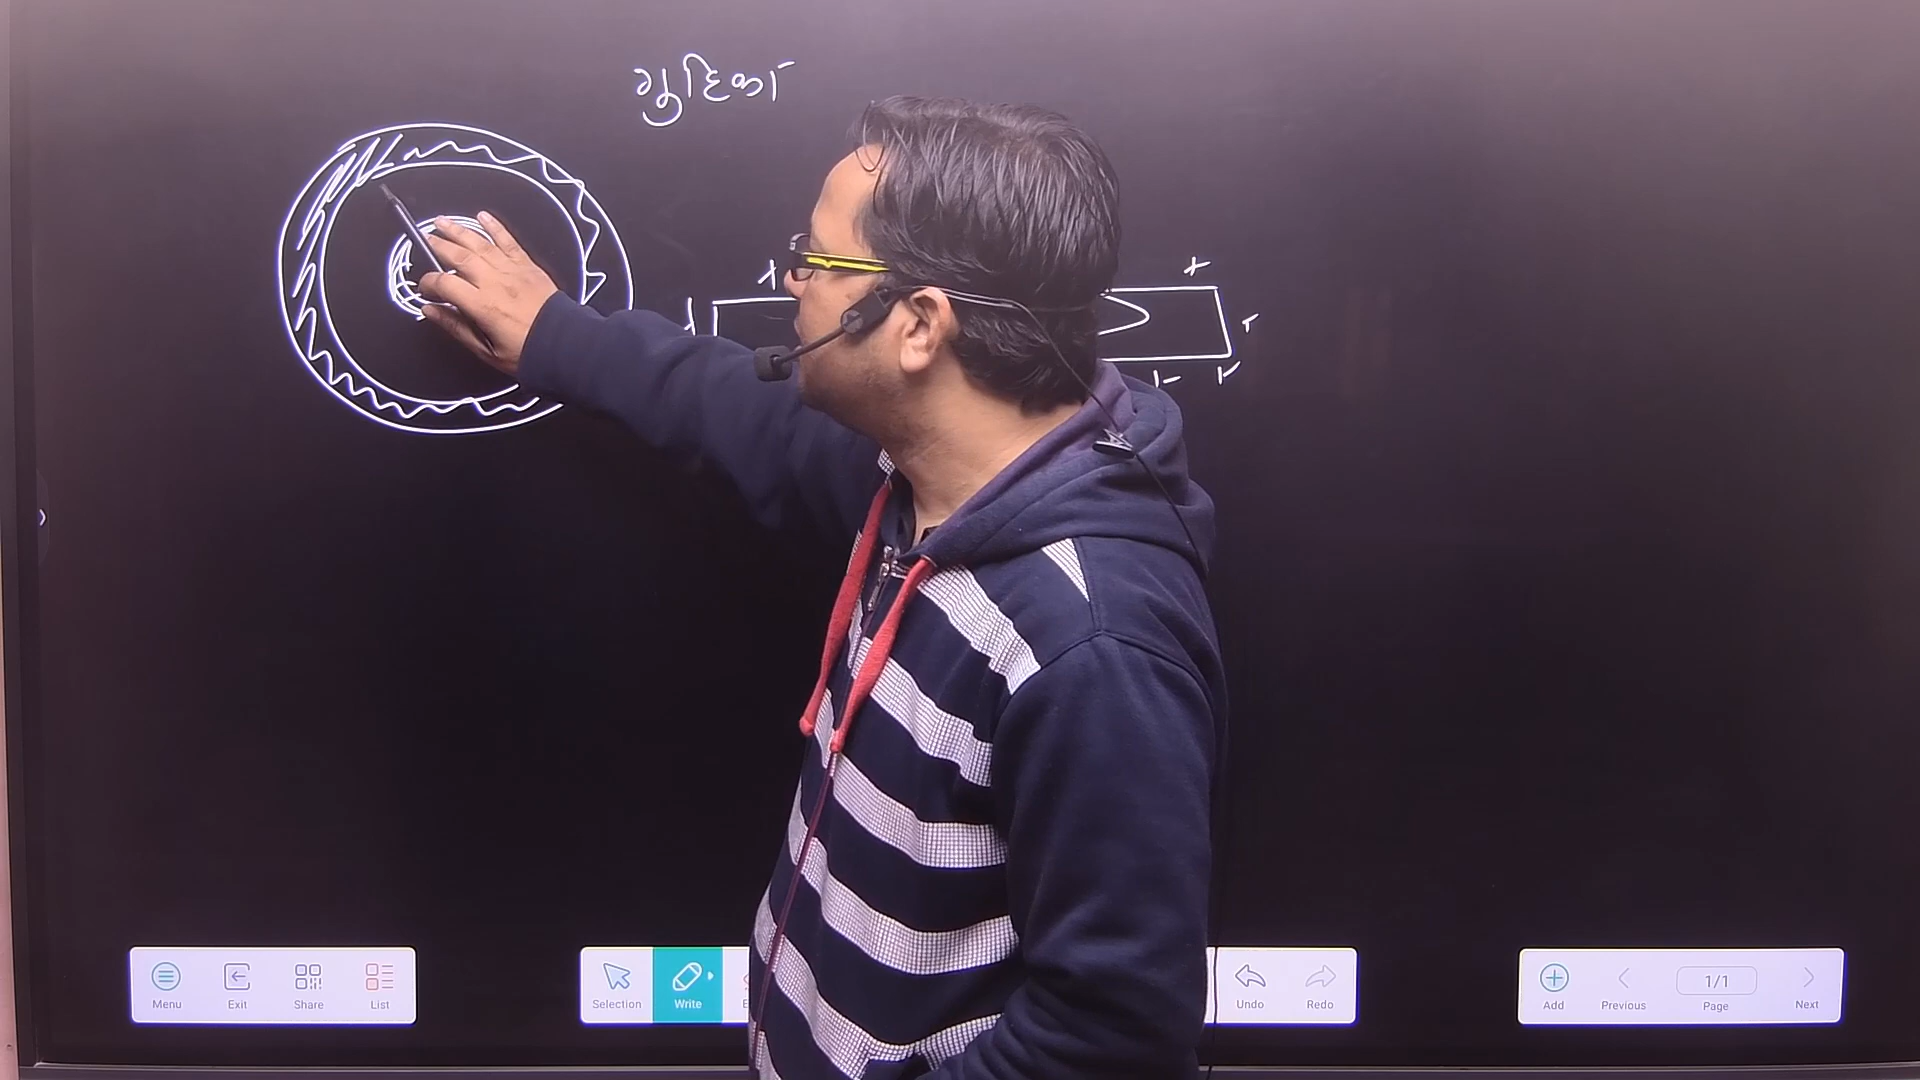 गुटिका
+
+
Menu Exit Share List
Selection Write
Undo Redo
Add Previous 1/1 Page Next